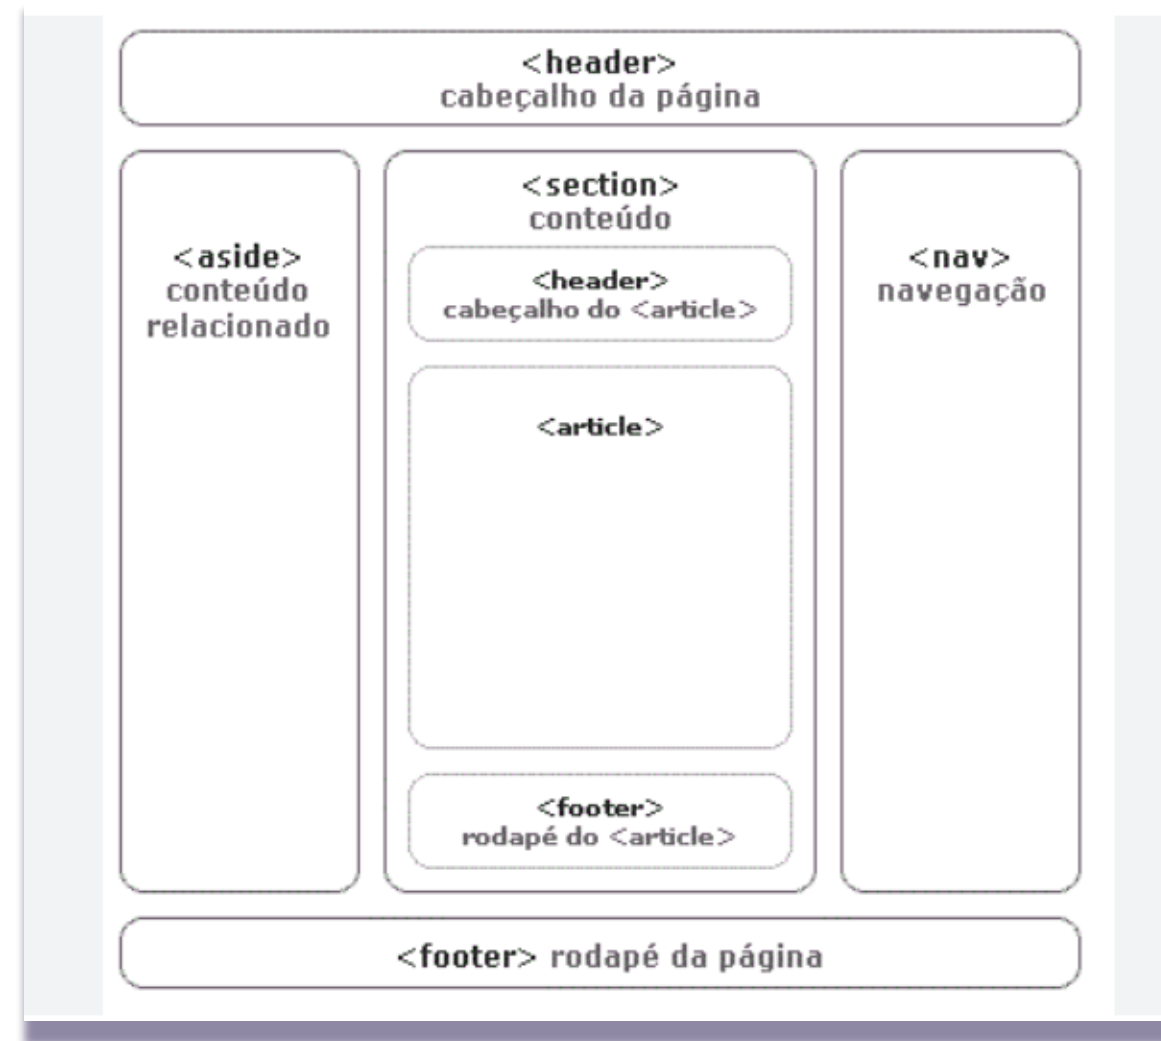 <header>
cabeçalho da página
<aside>
conteúdo
relacionado
<section>
conteúdo
<header>
cabeçalho do <article>
<article>
<footer>
rodapé do <article>
<nav>
navegação
<footer> rodapé da página